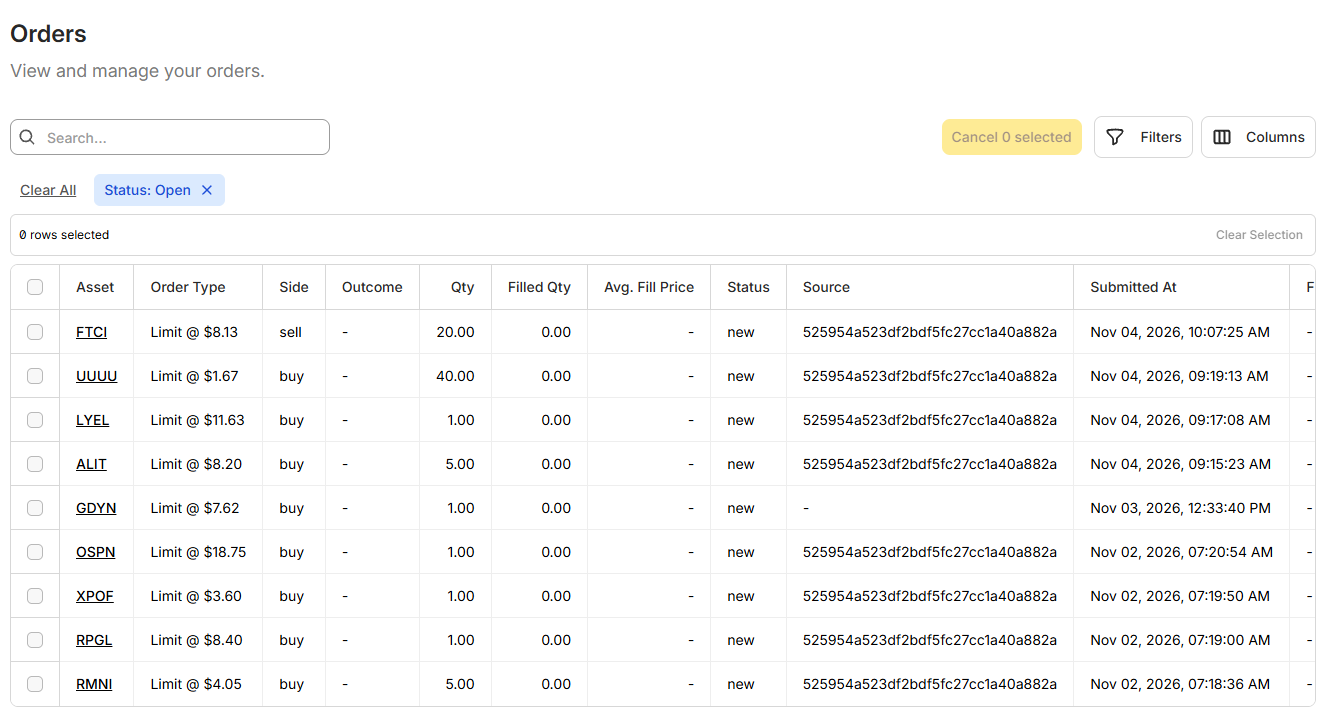 Orders
View and manage your orders.
Search...
Cancel 0 selected
Filters
Columns
Clear All
Status: Open
0 rows selected
Clear Selection
Asset Order Type Side Outcome Qty Filled Qty Avg. Fill Price Status Source Submitted At F
FTCI Limit @ $8.13 sell - 20.00 0.00 - new 525954a523df2bdf5fc27cc1a40a882a Nov 04, 2026, 10:07:25 AM -
UUUU Limit @ $1.67 buy - 40.00 0.00 - new 525954a523df2bdf5fc27cc1a40a882a Nov 04, 2026, 09:19:13 AM -
LYEL Limit @ $11.63 buy - 1.00 0.00 - new 525954a523df2bdf5fc27cc1a40a882a Nov 04, 2026, 09:17:08 AM -
ALIT Limit @ $8.20 buy - 5.00 0.00 - new 525954a523df2bdf5fc27cc1a40a882a Nov 04, 2026, 09:15:23 AM -
GDYN Limit @ $7.62 buy - 1.00 0.00 - new - Nov 03, 2026, 12:33:40 PM -
OSPN Limit @ $18.75 buy - 1.00 0.00 - new 525954a523df2bdf5fc27cc1a40a882a Nov 02, 2026, 07:20:54 AM -
XPOF Limit @ $3.60 buy - 1.00 0.00 - new 525954a523df2bdf5fc27cc1a40a882a Nov 02, 2026, 07:19:50 AM -
RPGL Limit @ $8.40 buy - 1.00 0.00 - new 525954a523df2bdf5fc27cc1a40a882a Nov 02, 2026, 07:19:00 AM -
RMNI Limit @ $4.05 buy - 5.00 0.00 - new 525954a523df2bdf5fc27cc1a40a882a Nov 02, 2026, 07:18:36 AM -